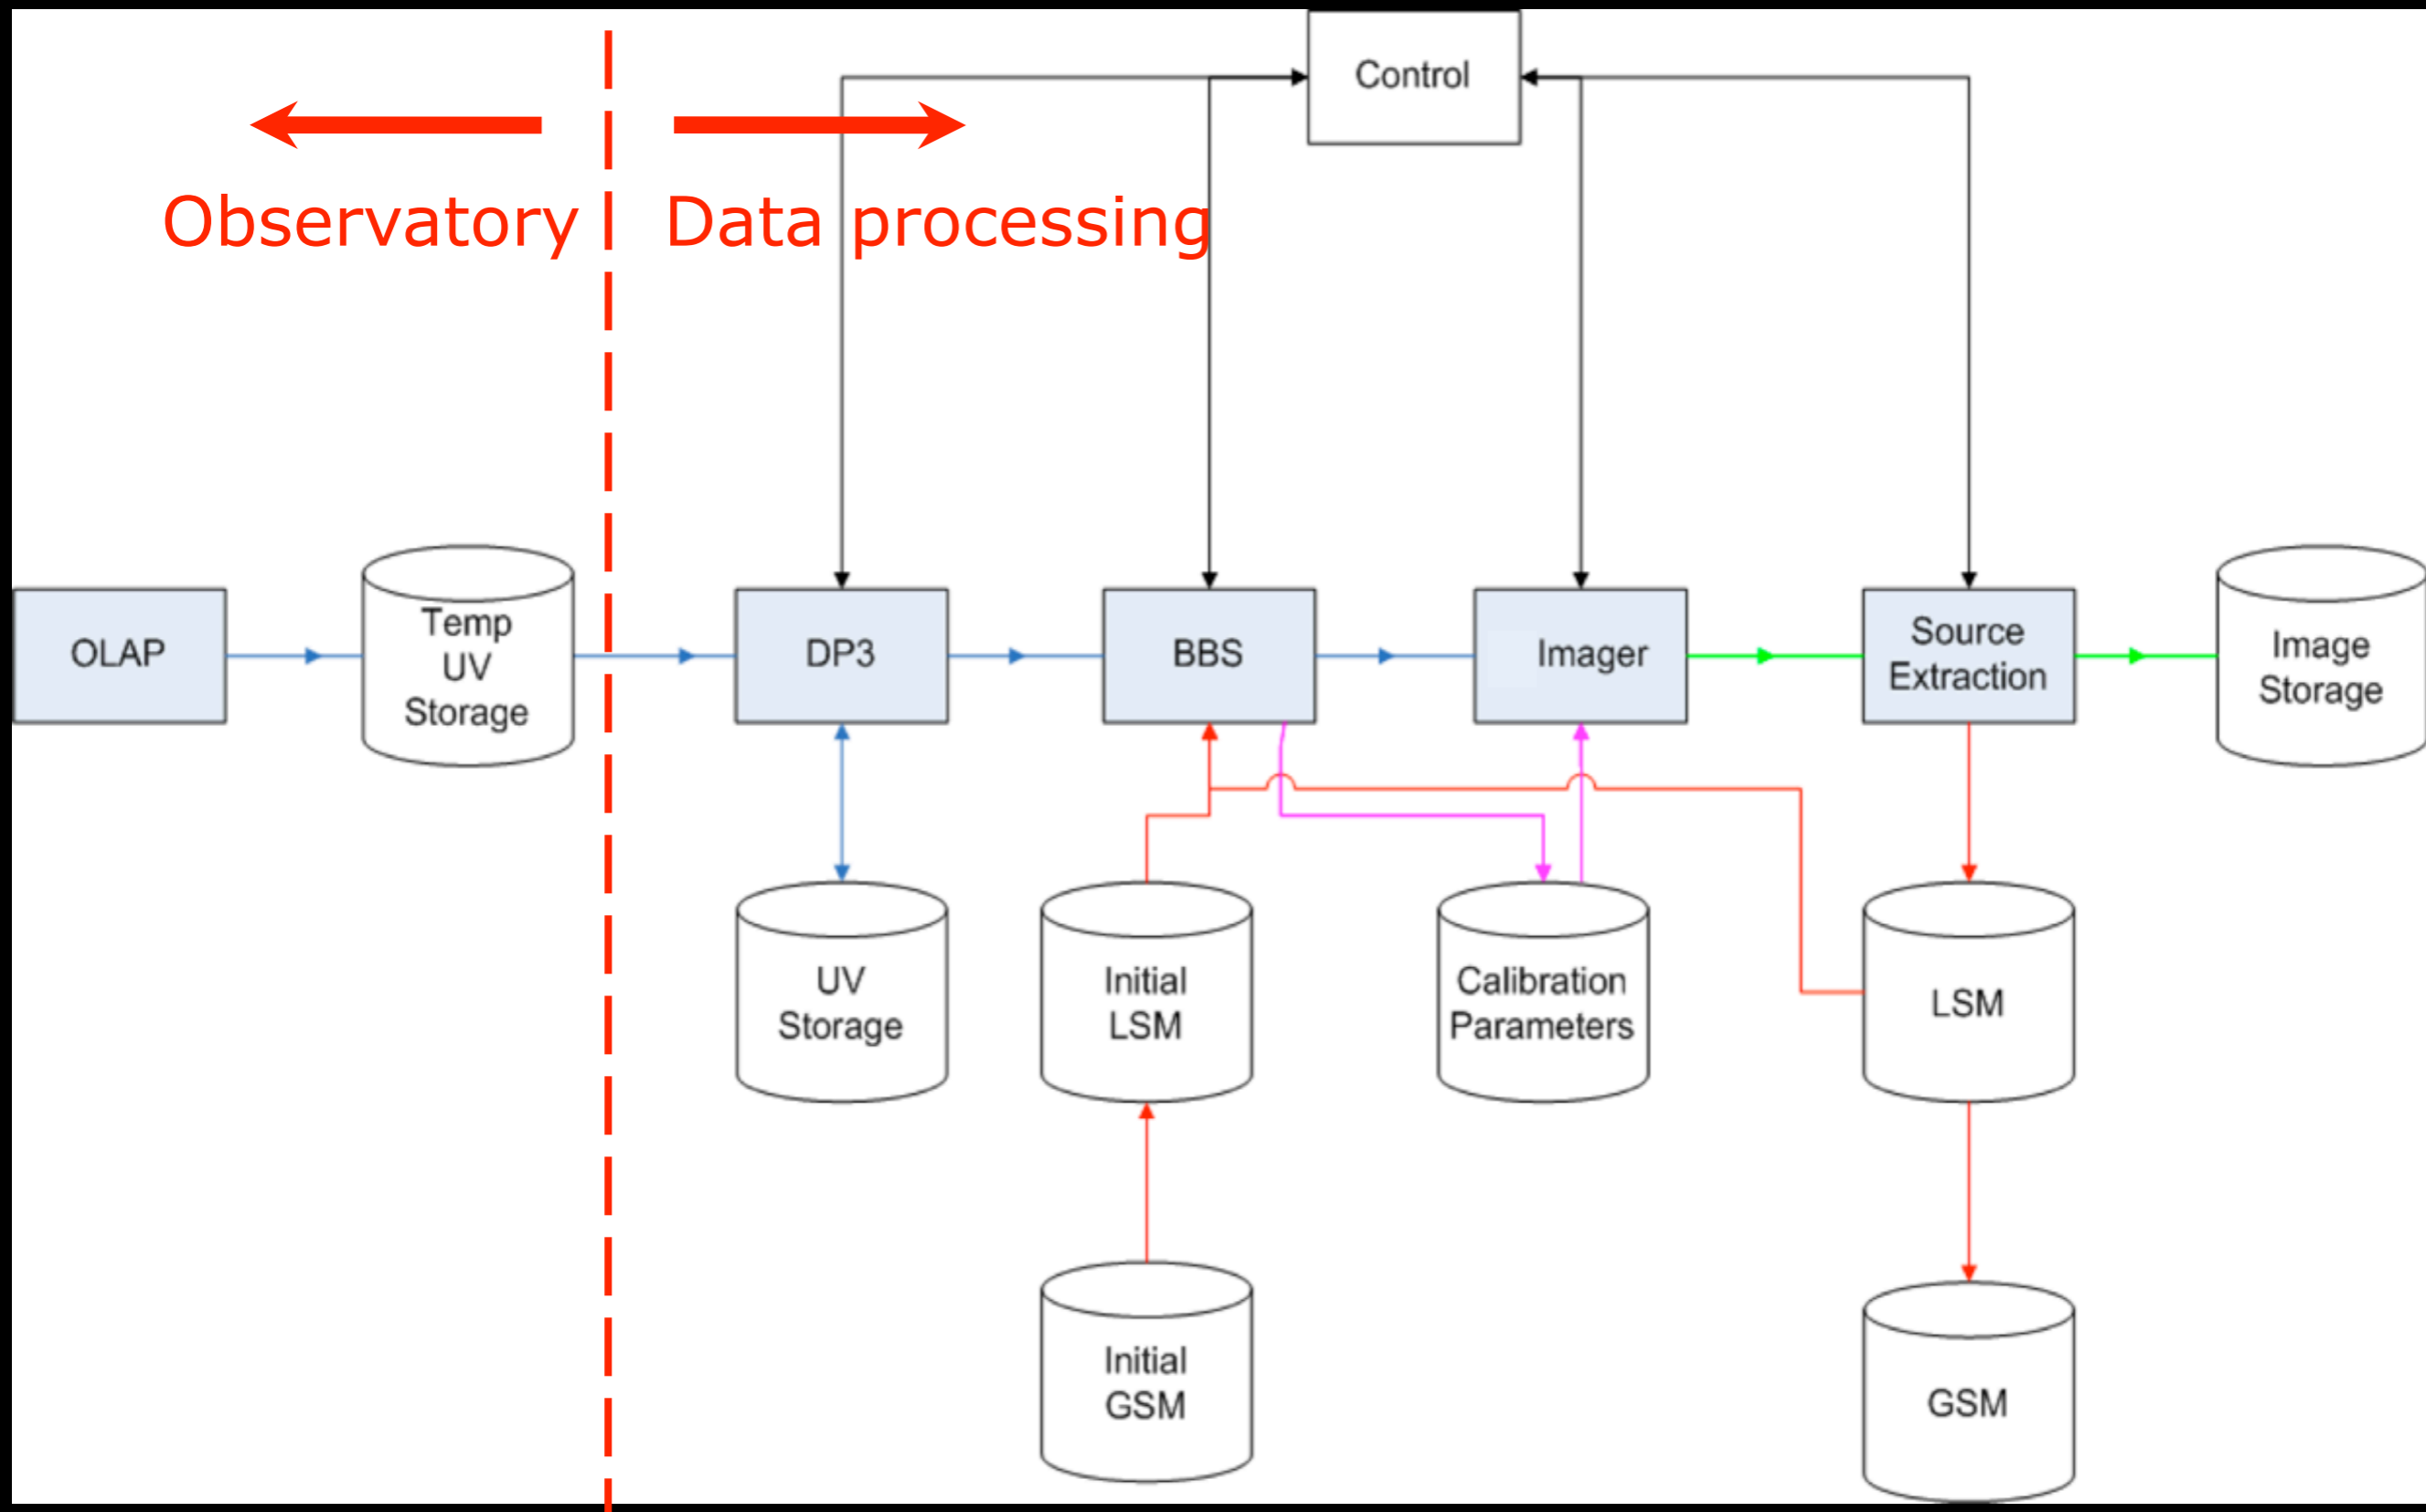 Control
Observatory
Data processing
OLAP
Temp
UV
Storage
DP3
BBS
Imager
Source
Extraction
Image
Storage
UV
Storage
Initial
LSM
Calibration
Parameters
LSM
Initial
GSM
GSM